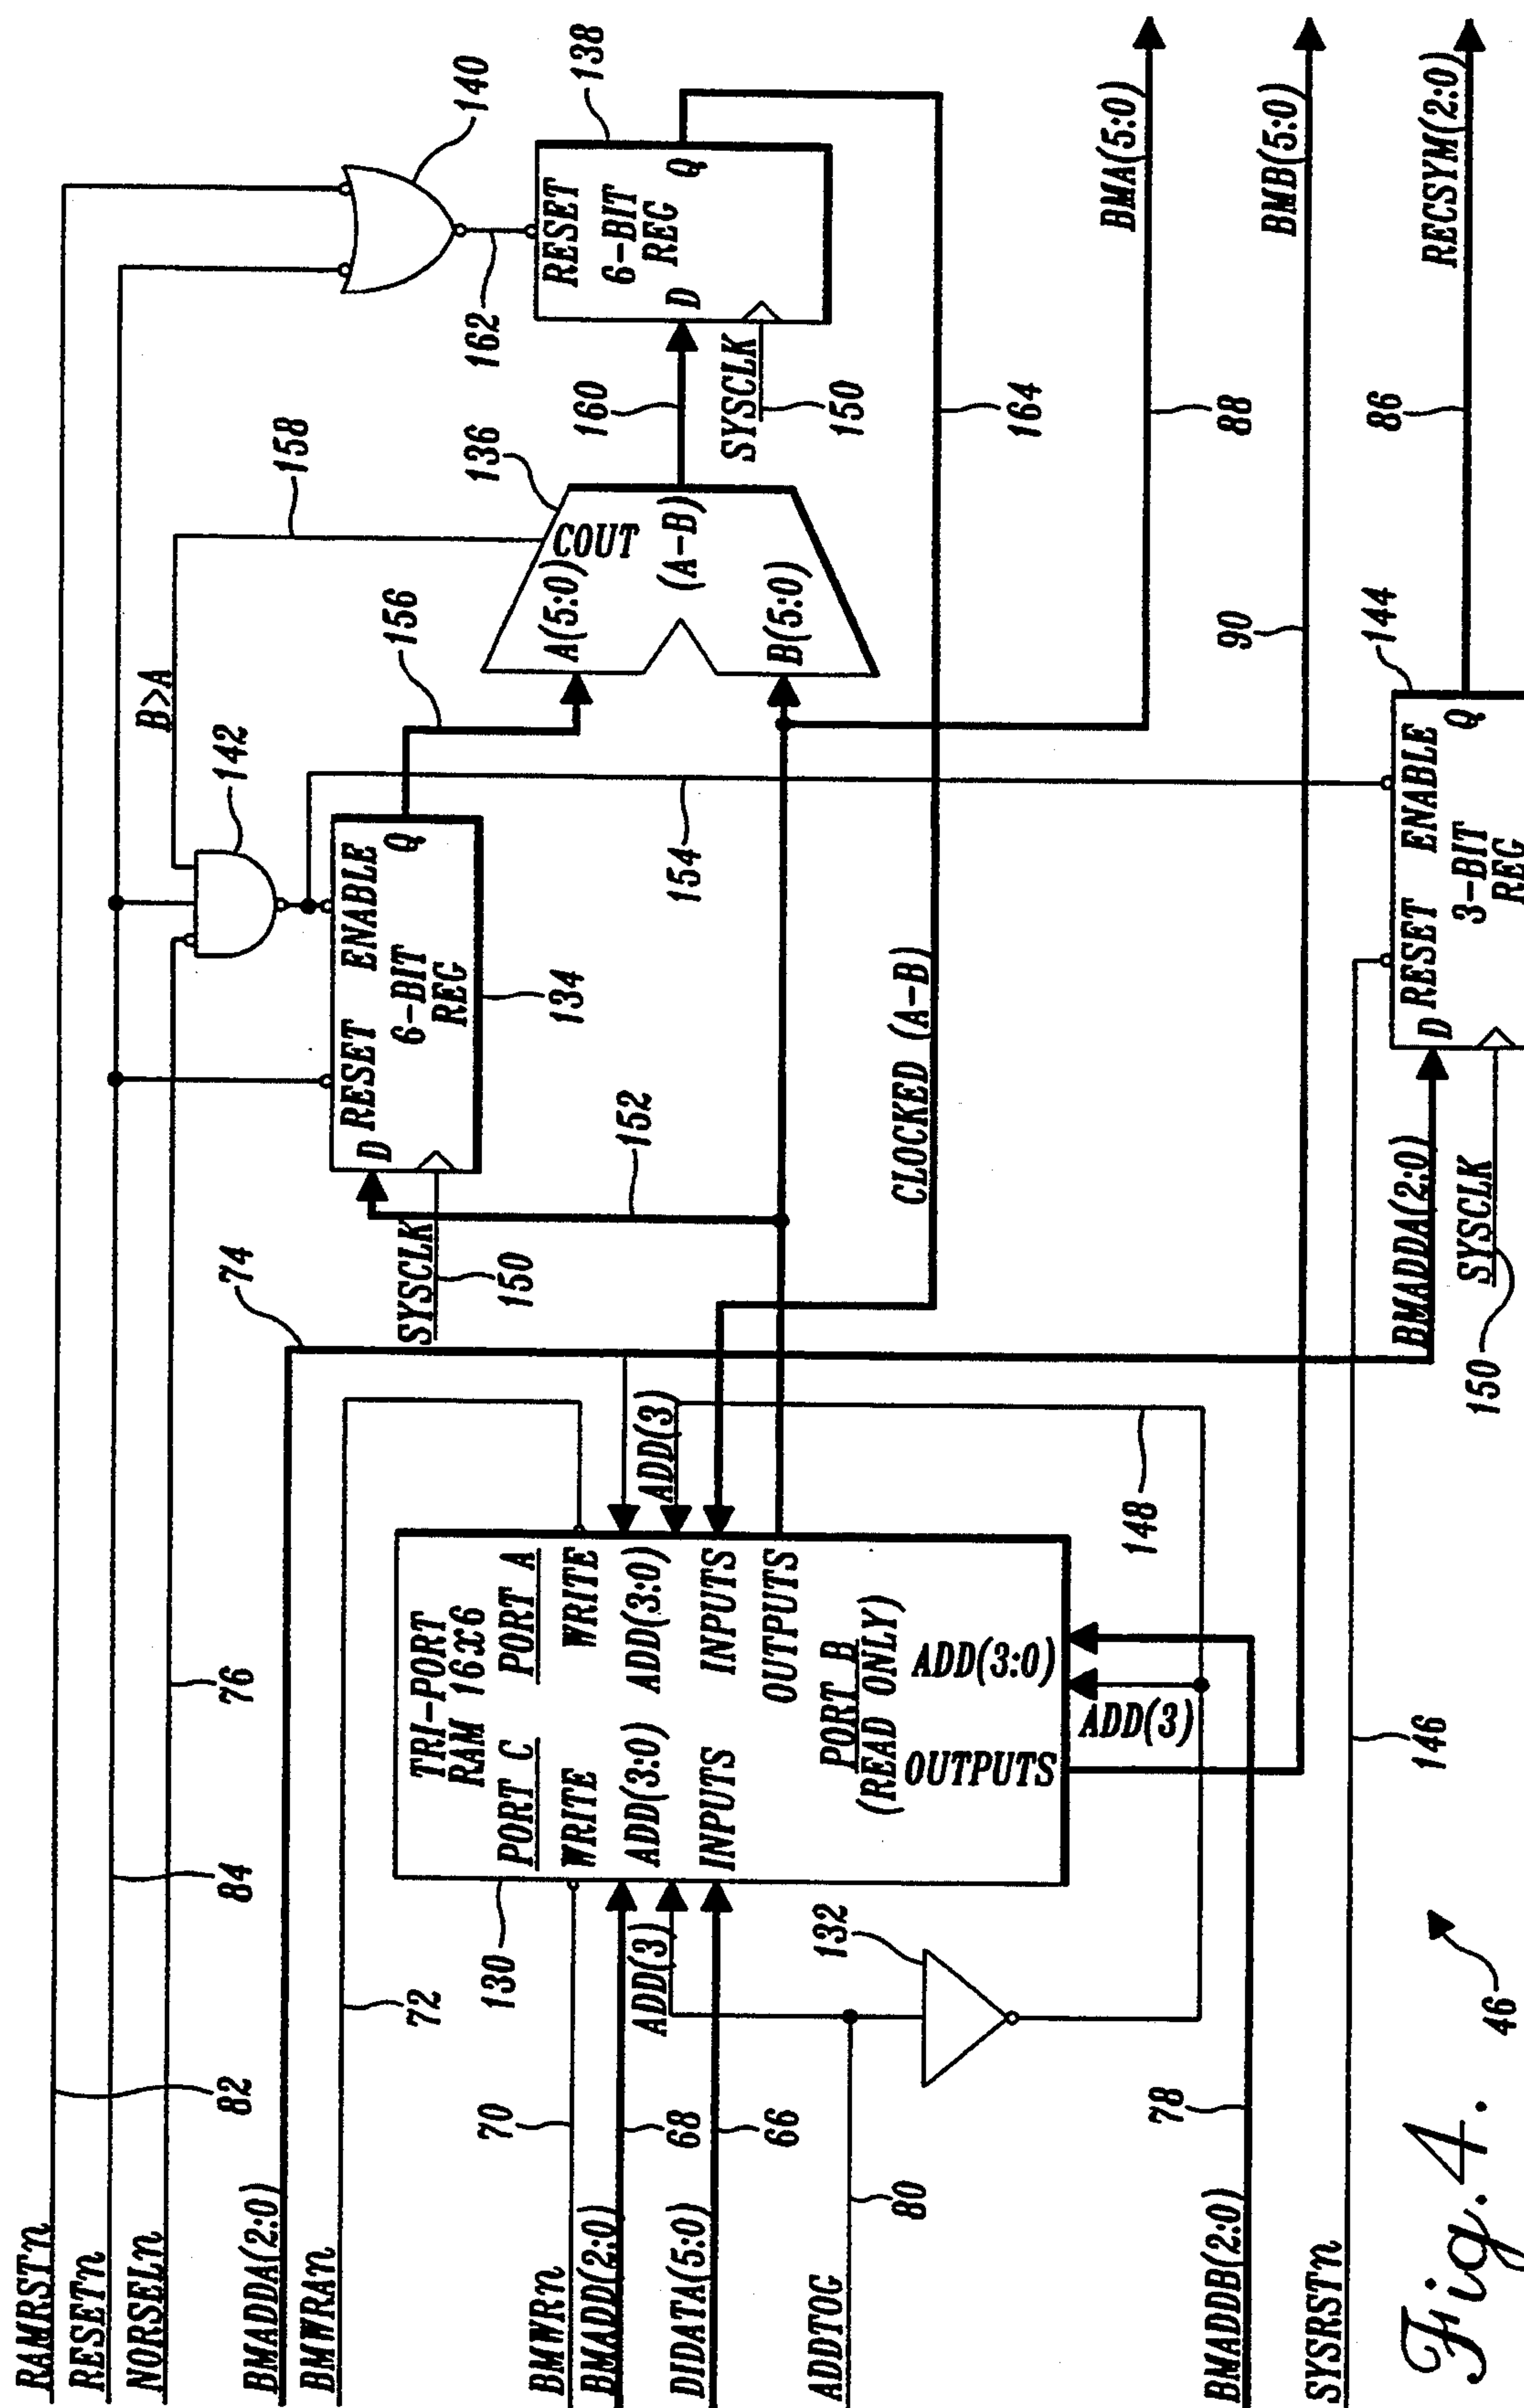 RAMRSTn
82
RESETn
84
NORSELn
76
BMADDA(2:0)
74
BMWRAn
72
BMWRn
70
BMADD(2:0)
68
DIDATA(5:0)
66
ADDTOG
80
BMADDB(2:0)
78
SYSRSTn
146
130
TRI-PORT
RAM 16x6
PORT C
PORT A
WRITE
WRITE
ADD(3:0)
ADD(3:0)
INPUTS
INPUTS
OUTPUTS
PORT B
(READ ONLY)
OUTPUTS
ADD(3:0)
ADD(3)
ADD(3)
ADD(3)
132
148
B>A
142
158
140
162
RESET
ENABLE
D
6-BIT
REG
Q
134
SYSCLK
150
152
154
156
136
COUT
A(5:0)
(A-B)
B(5:0)
160
138
RESET
6-BIT
REG
D
Q
SYSCLK
150
164
CLOCKED (A-B)
BMA(5:0)
88
BMB(5:0)
90
RECSYM(2:0)
86
144
RESET
ENABLE
D
3-BIT
REG
Q
BMADDA(2:0)
SYSCLK
150
Fig. 4.
46